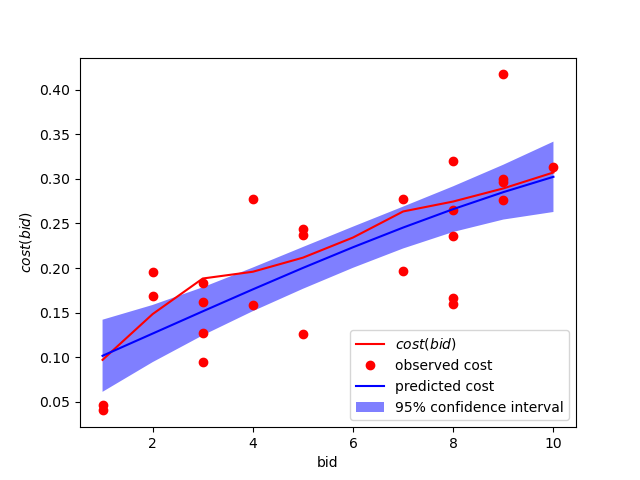 0.40
0.35
0.30
0.25
0.20
0.15
0.10
0.05
cost(bid)
cost(bid)
observed cost
predicted cost
95% confidence interval
2
4
6
8
10
bid